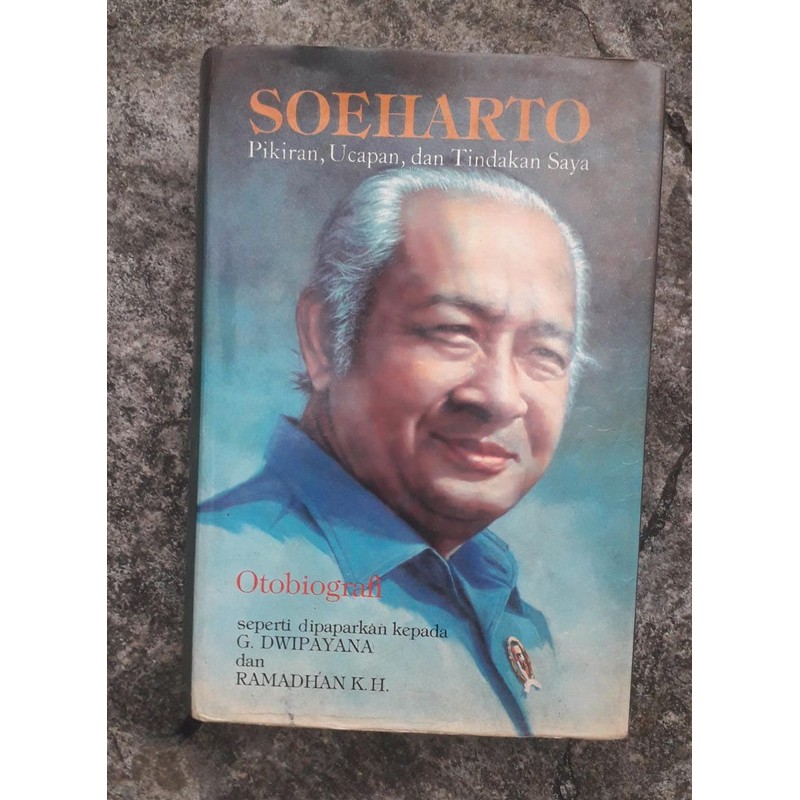 SOEHARTO
Pikiran, Ucapan, dan Tindakan Saya
Otobiografi
seperti dipaparkan kepada
G. DWIPAYANA
dan
RAMADHAN K.H.